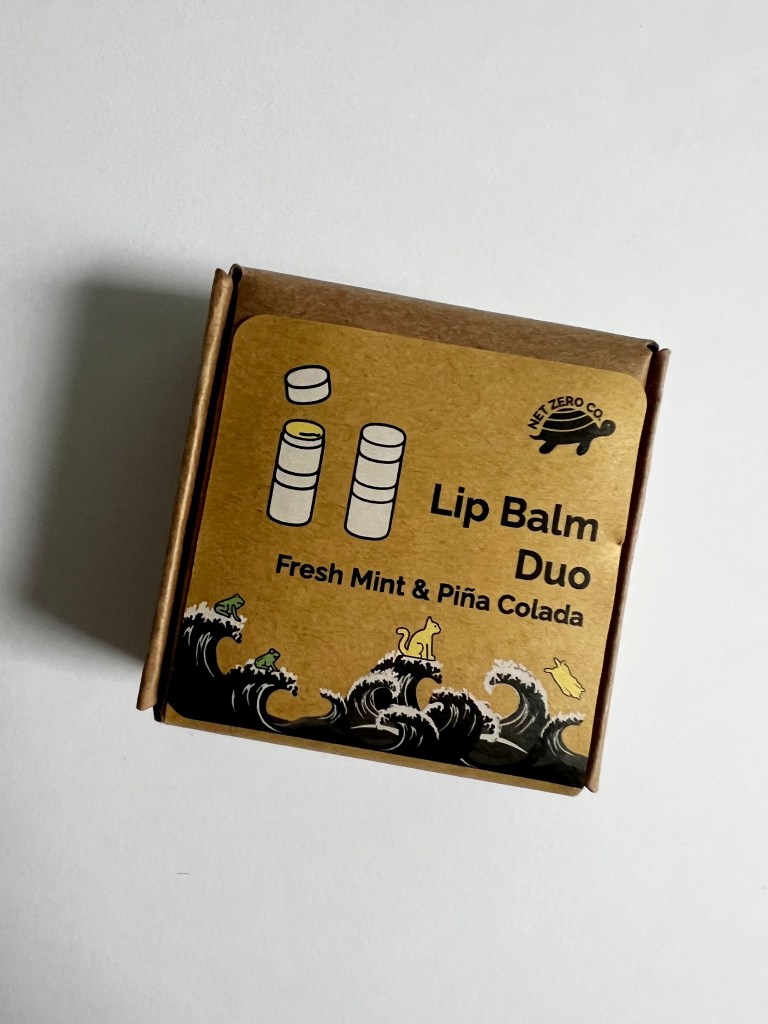 NET ZERO CO.
Lip Balm
Duo
Fresh Mint & Piña Colada